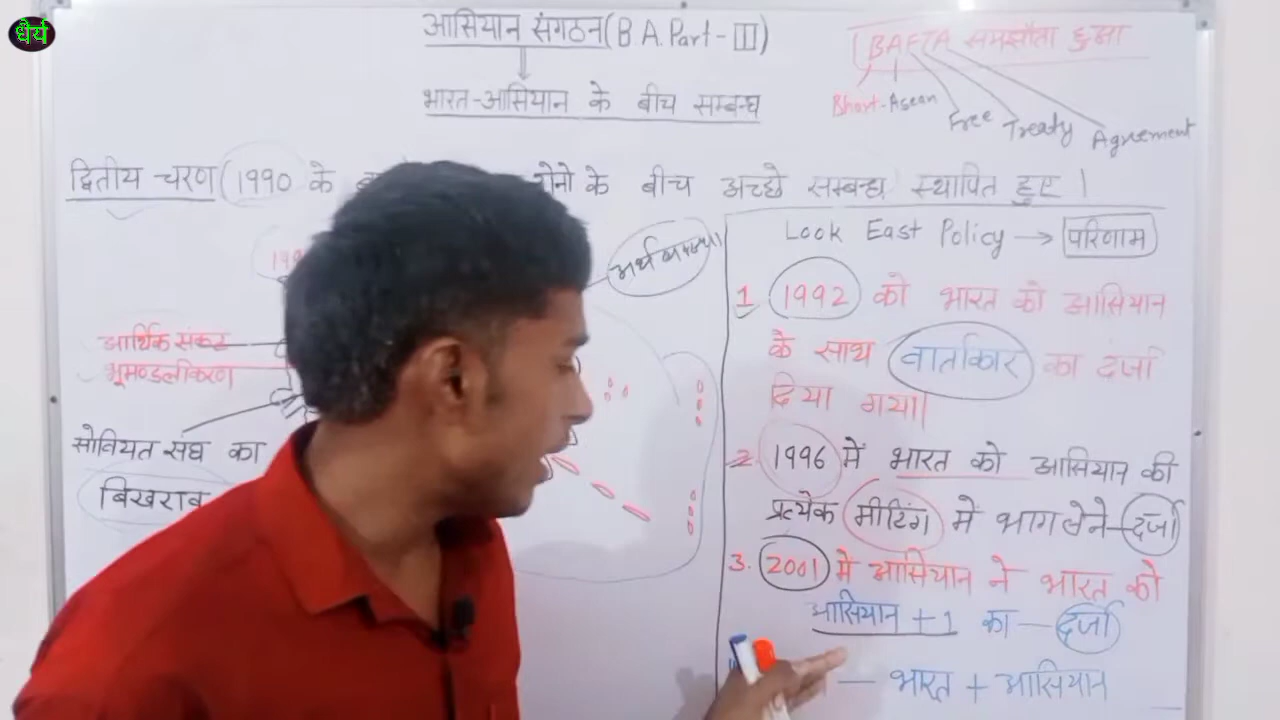 धैर्य
आसियान संगठन (B.A. Part-III)
भारत-आसियान के बीच सम्बन्ध
BAFTA समझौता हुआ
Bhart-Asean
Free Treaty Agreement
द्वितीय चरण (1990 के
दोनो के बीच अच्छे सम्बन्ध स्थापित हुए।
अर्थव्यवस्था
आर्थिक संकट
भूमण्डलीकरण
सोवियत संघ का
बिखराव
Look East Policy → परिणाम
1. 1992 को भारत को आसियान
के साथ वार्ताकार का दर्जा
दिया गया।
2. 1996 में भारत को आसियान की
प्रत्येक मीटिंग में भाग लेने - दर्जा
3. 2001 मे आसियान ने भारत को
आसियान +1 का - दर्जा
- भारत + आसियान